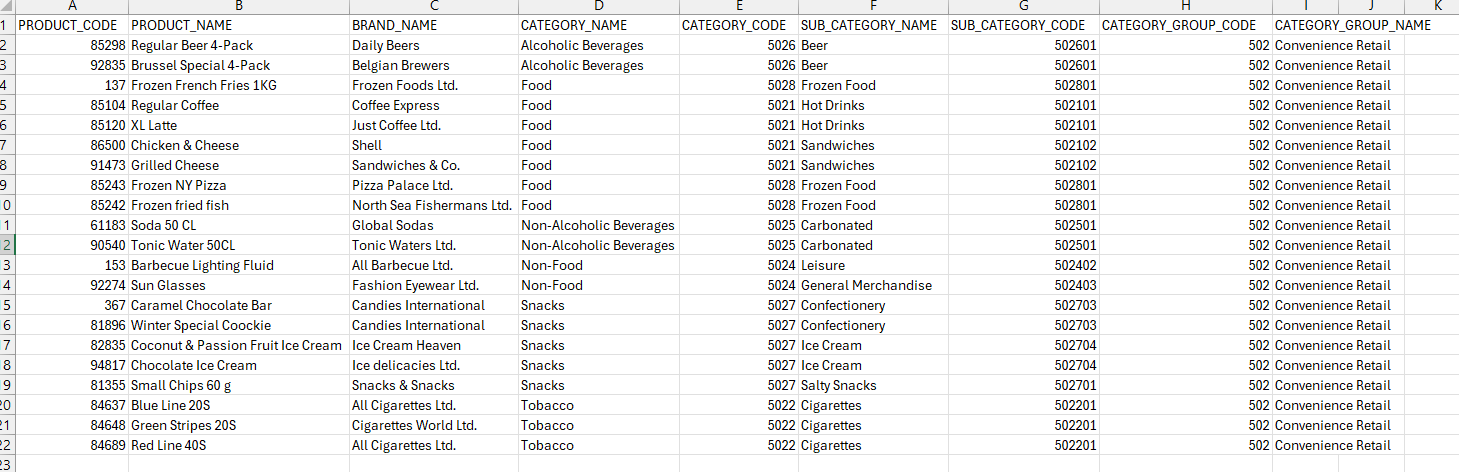 A B C D E F G H I J K
1 PRODUCT_CODE PRODUCT_NAME BRAND_NAME CATEGORY_NAME CATEGORY_CODE SUB_CATEGORY_NAME SUB_CATEGORY_CODE CATEGORY_GROUP_CODE CATEGORY_GROUP_NAME
2 85298 Regular Beer 4-Pack Daily Beers Alcoholic Beverages 5026 Beer 502601 502 Convenience Retail
3 92835 Brussel Special 4-Pack Belgian Brewers Alcoholic Beverages 5026 Beer 502601 502 Convenience Retail
4 137 Frozen French Fries 1KG Frozen Foods Ltd. Food 5028 Frozen Food 502801 502 Convenience Retail
5 85104 Regular Coffee Coffee Express Food 5021 Hot Drinks 502101 502 Convenience Retail
6 85120 XL Latte Just Coffee Ltd. Food 5021 Hot Drinks 502101 502 Convenience Retail
7 86500 Chicken & Cheese Shell Food 5021 Sandwiches 502102 502 Convenience Retail
8 91473 Grilled Cheese Sandwiches & Co. Food 5021 Sandwiches 502102 502 Convenience Retail
9 85243 Frozen NY Pizza Pizza Palace Ltd. Food 5028 Frozen Food 502801 502 Convenience Retail
10 85242 Frozen fried fish North Sea Fishermans Ltd. Food 5028 Frozen Food 502801 502 Convenience Retail
11 61183 Soda 50 CL Global Sodas Non-Alcoholic Beverages 5025 Carbonated 502501 502 Convenience Retail
12 90540 Tonic Water 50CL Tonic Waters Ltd. Non-Alcoholic Beverages 5025 Carbonated 502501 502 Convenience Retail
13 153 Barbecue Lighting Fluid All Barbecue Ltd. Non-Food 5024 Leisure 502402 502 Convenience Retail
14 92274 Sun Glasses Fashion Eyewear Ltd. Non-Food 5024 General Merchandise 502403 502 Convenience Retail
15 367 Caramel Chocolate Bar Candies International Snacks 5027 Confectionery 502703 502 Convenience Retail
16 81896 Winter Special Coockie Candies International Snacks 5027 Confectionery 502703 502 Convenience Retail
17 82835 Coconut & Passion Fruit Ice Cream Ice Cream Heaven Snacks 5027 Ice Cream 502704 502 Convenience Retail
18 94817 Chocolate Ice Cream Ice delicacies Ltd. Snacks 5027 Ice Cream 502704 502 Convenience Retail
19 81355 Small Chips 60 g Snacks & Snacks Snacks 5027 Salty Snacks 502701 502 Convenience Retail
20 84637 Blue Line 20S All Cigarettes Ltd. Tobacco 5022 Cigarettes 502201 502 Convenience Retail
21 84648 Green Stripes 20S Cigarettes World Ltd. Tobacco 5022 Cigarettes 502201 502 Convenience Retail
22 84689 Red Line 40S All Cigarettes Ltd. Tobacco 5022 Cigarettes 502201 502 Convenience Retail
23